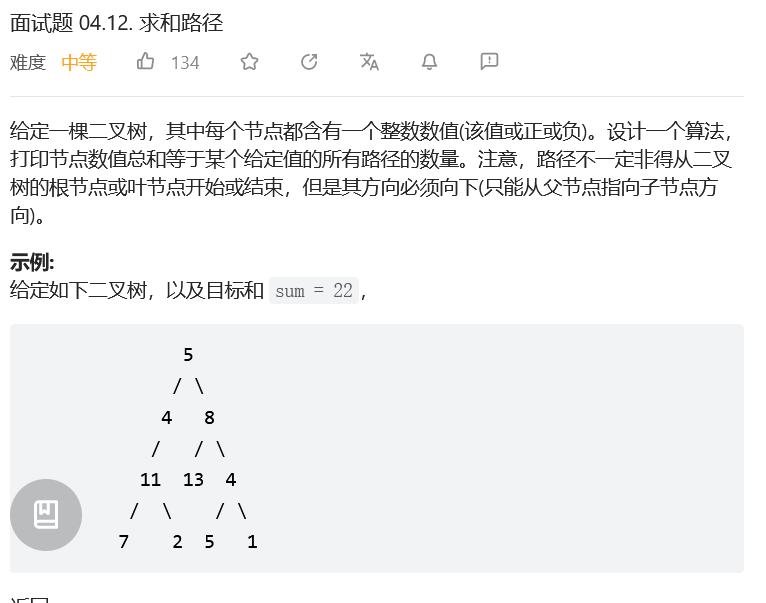 面试题 04.12. 求和路径
难度 中等 134
给定一棵二叉树，其中每个节点都含有一个整数数值(该值或正或负)。设计一个算法，
打印节点数值总和等于某个给定值的所有路径的数量。注意，路径不一定非得从二叉
树的根节点或叶节点开始或结束，但是其方向必须向下(只能从父节点指向子节点方
向)。
示例:
给定如下二叉树，以及目标和 sum = 22，
5
/ \
4 8
/ / \
11 13 4
/ \ / \
7 2 5 1